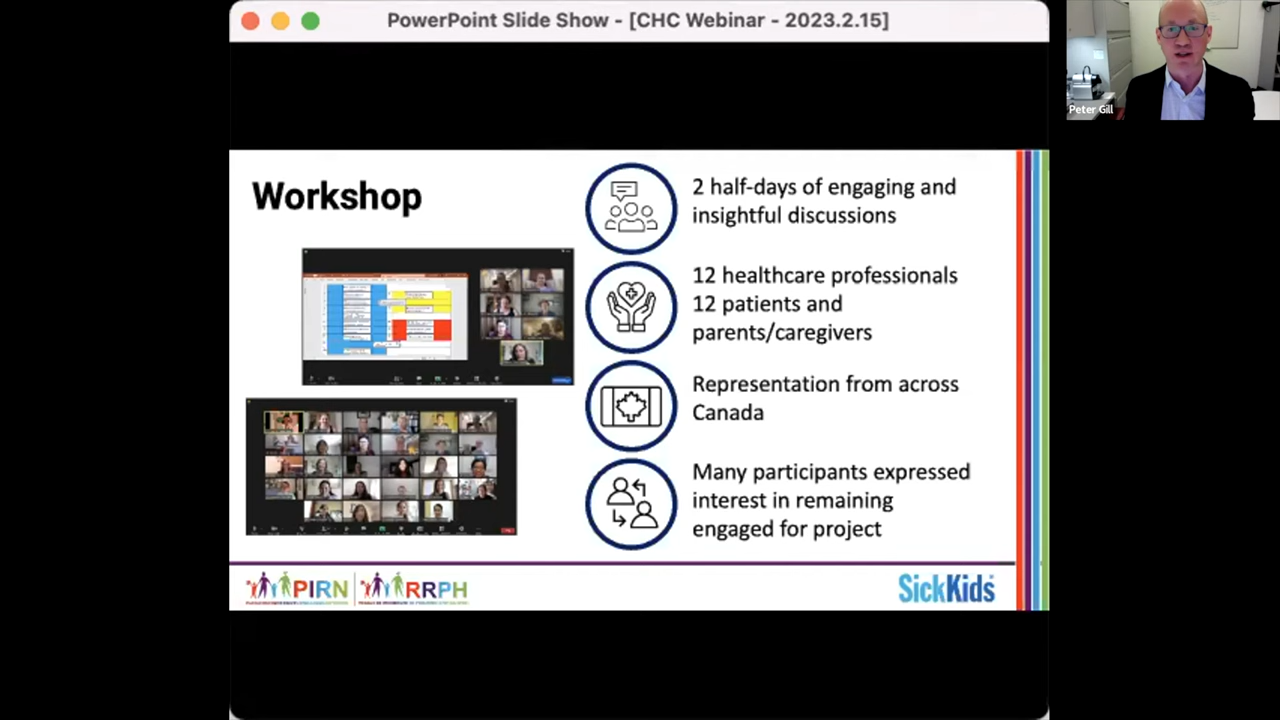 PowerPoint Slide Show - [CHC Webinar - 2023.2.15]
Peter Gill
Workshop
2 half-days of engaging and
insightful discussions
12 healthcare professionals
12 patients and
parents/caregivers
Representation from across
Canada
Many participants expressed
interest in remaining
engaged for project
PIRN
RRPH
SickKids